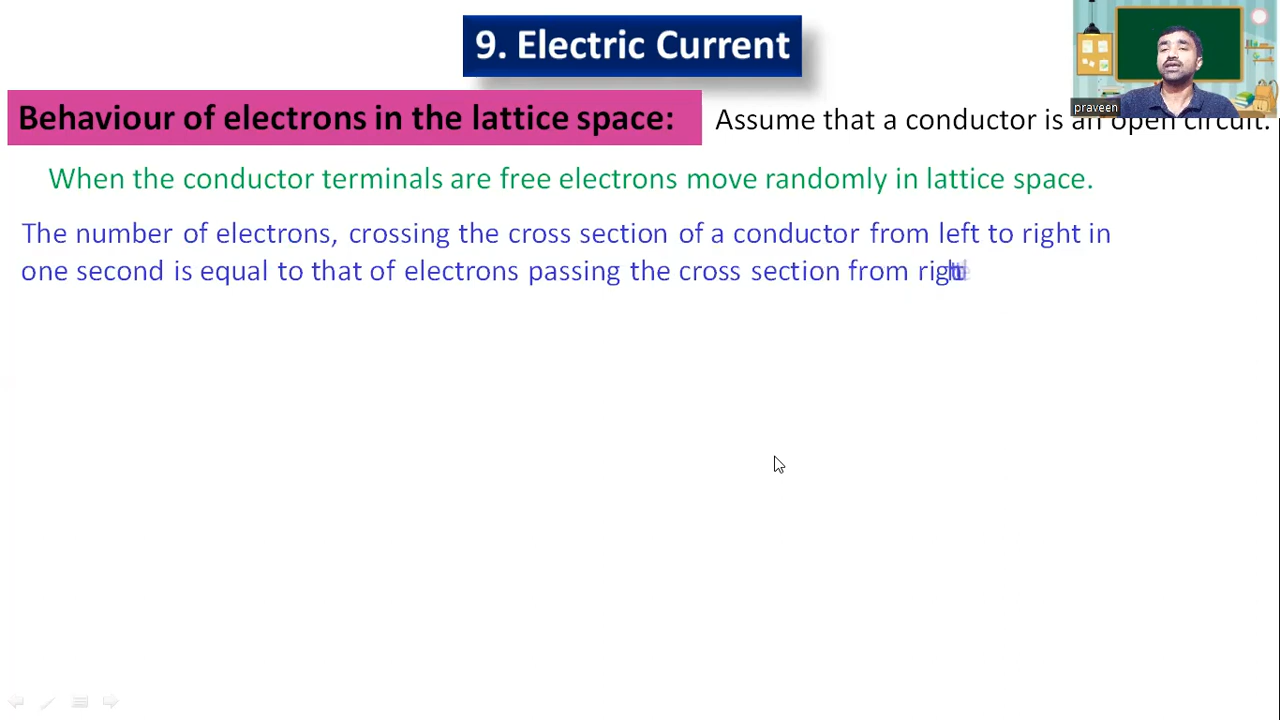 9. Electric Current
praveen
Behaviour of electrons in the lattice space: Assume that a conductor is an open circuit.
When the conductor terminals are free electrons move randomly in lattice space.
The number of electrons, crossing the cross section of a conductor from left to right in
one second is equal to that of electrons passing the cross section from right